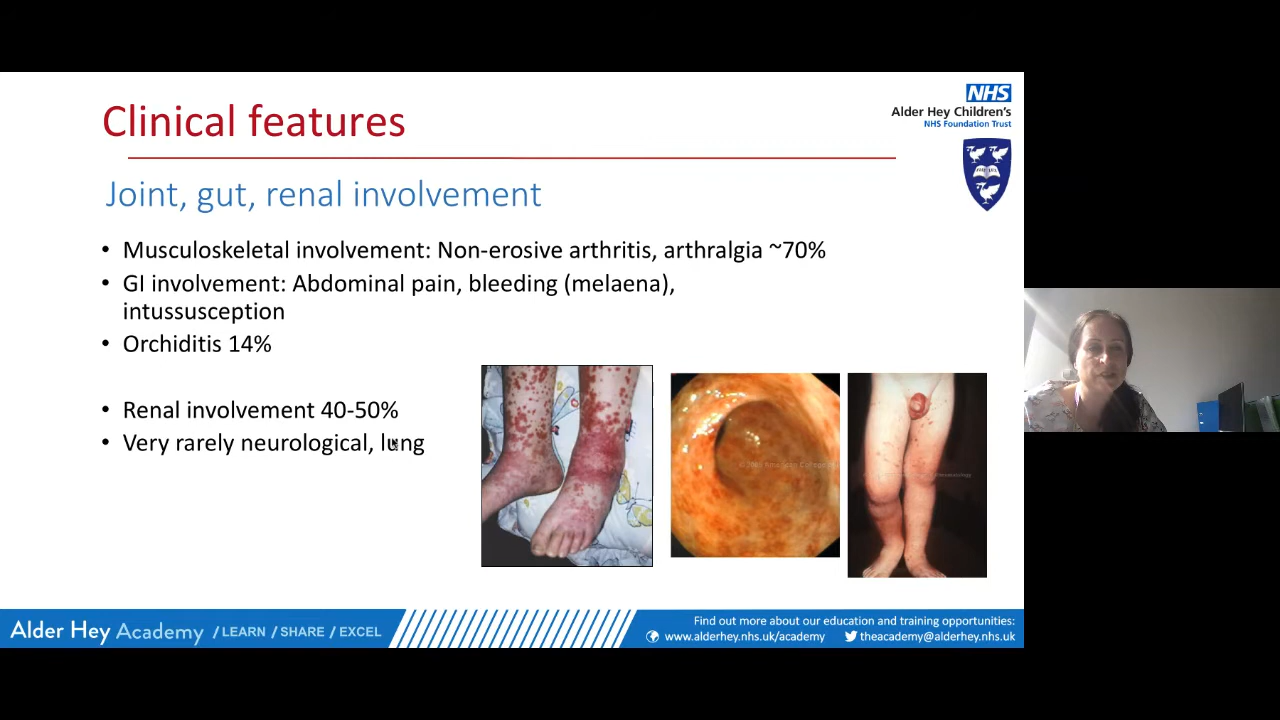 Clinical features
NHS
Alder Hey Children's
NHS Foundation Trust
Joint, gut, renal involvement
• Musculoskeletal involvement: Non-erosive arthritis, arthralgia ~70%
• GI involvement: Abdominal pain, bleeding (melaena),
intussusception
• Orchiditis 14%
• Renal involvement 40-50%
• Very rarely neurological, lung
Alder Hey Academy / LEARN / SHARE / EXCEL
Find out more about our education and training opportunities:
www.alderhey.nhs.uk/academy theacademy@alderhey.nhs.uk